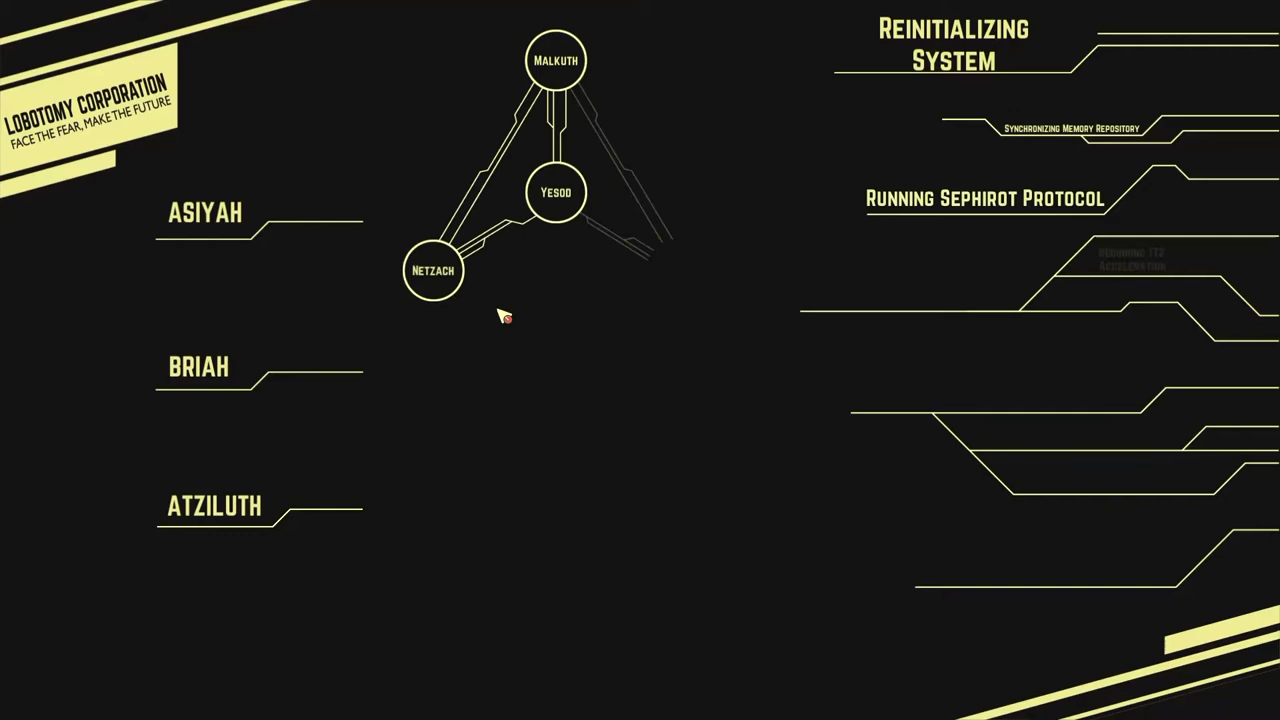 LOBOTOMY CORPORATION
FACE THE FEAR, MAKE THE FUTURE
ASIYAH
BRIAH
ATZILUTH
MALKUTH
YESOD
NETZACH
REINITIALIZING
SYSTEM
SYNCHRONIZING MEMORY REPOSITORY
RUNNING SEPHIROT PROTOCOL
ACCELERATION